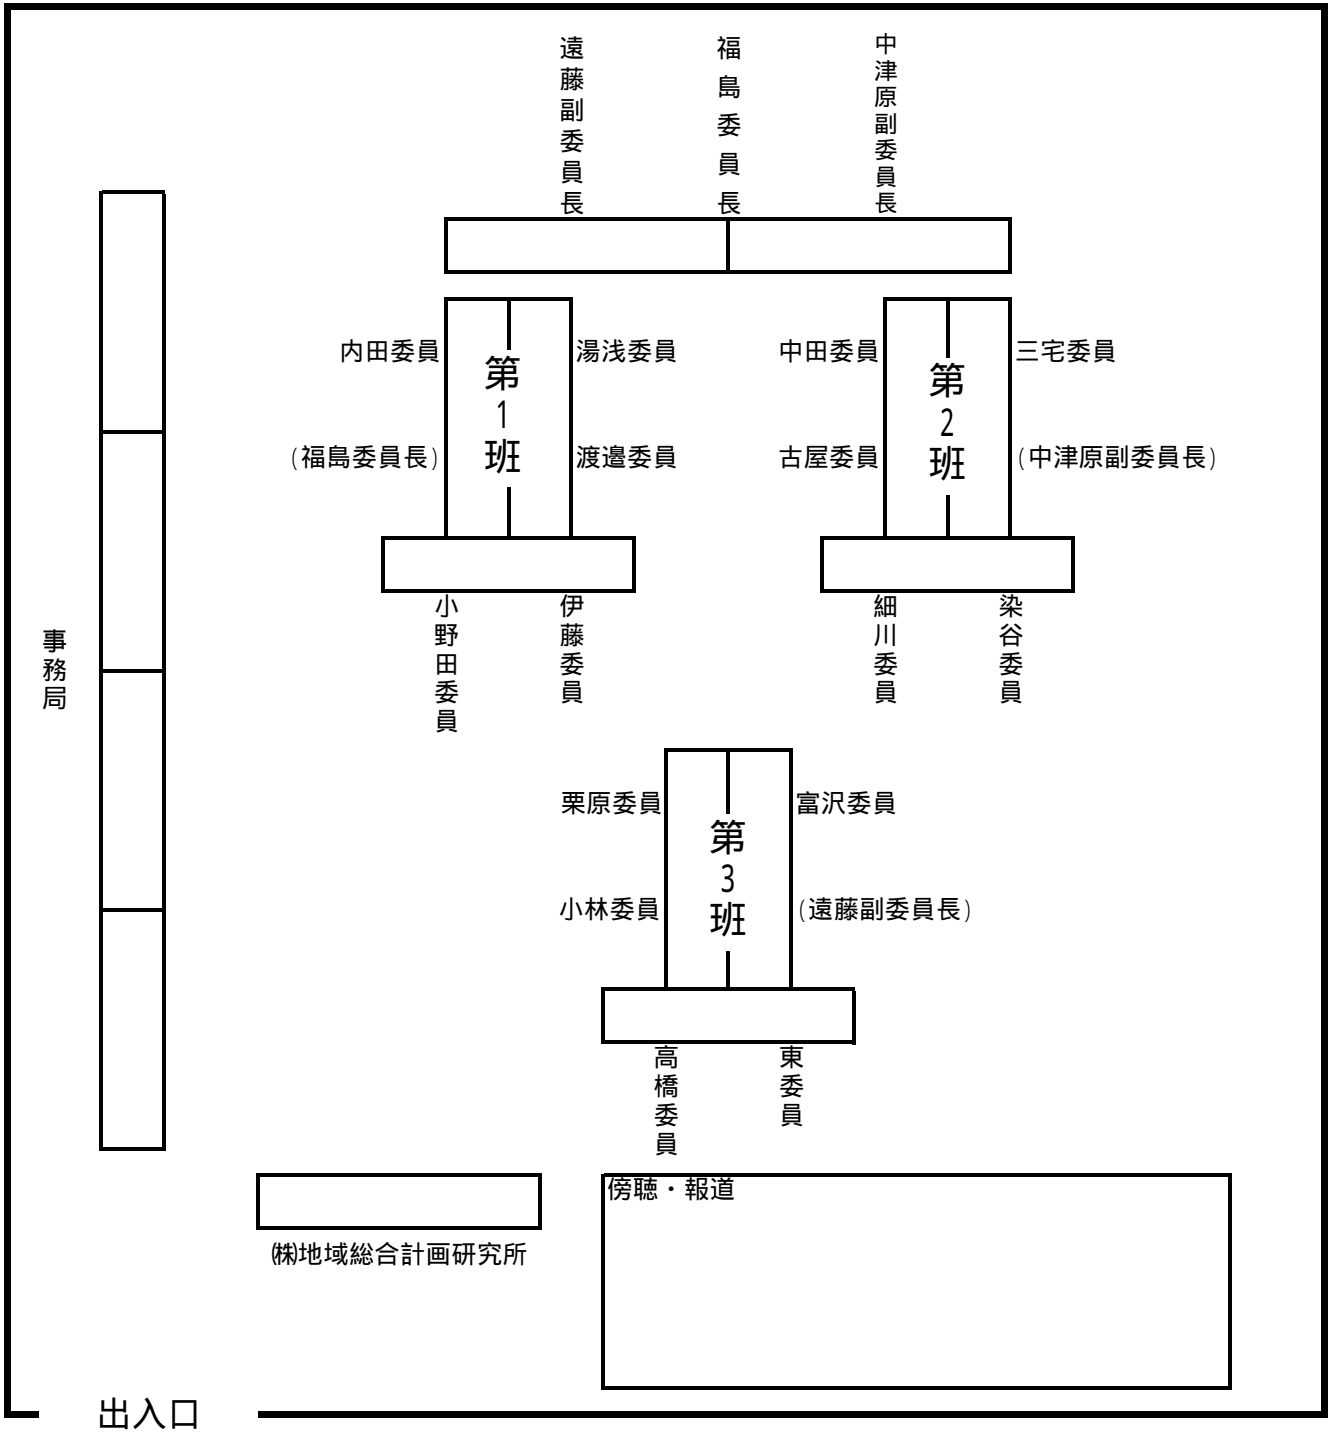 遠藤副委員長
福島委員長
中津原副委員長
内田委員
湯浅委員
(福島委員長)
渡邉委員
第1班
小野田委員
伊藤委員
中田委員
三宅委員
古屋委員
(中津原副委員長)
第2班
細川委員
染谷委員
事務局
栗原委員
富沢委員
小林委員
(遠藤副委員長)
第3班
高橋委員
東委員
傍聴・報道
㈱地域総合計画研究所
出入口